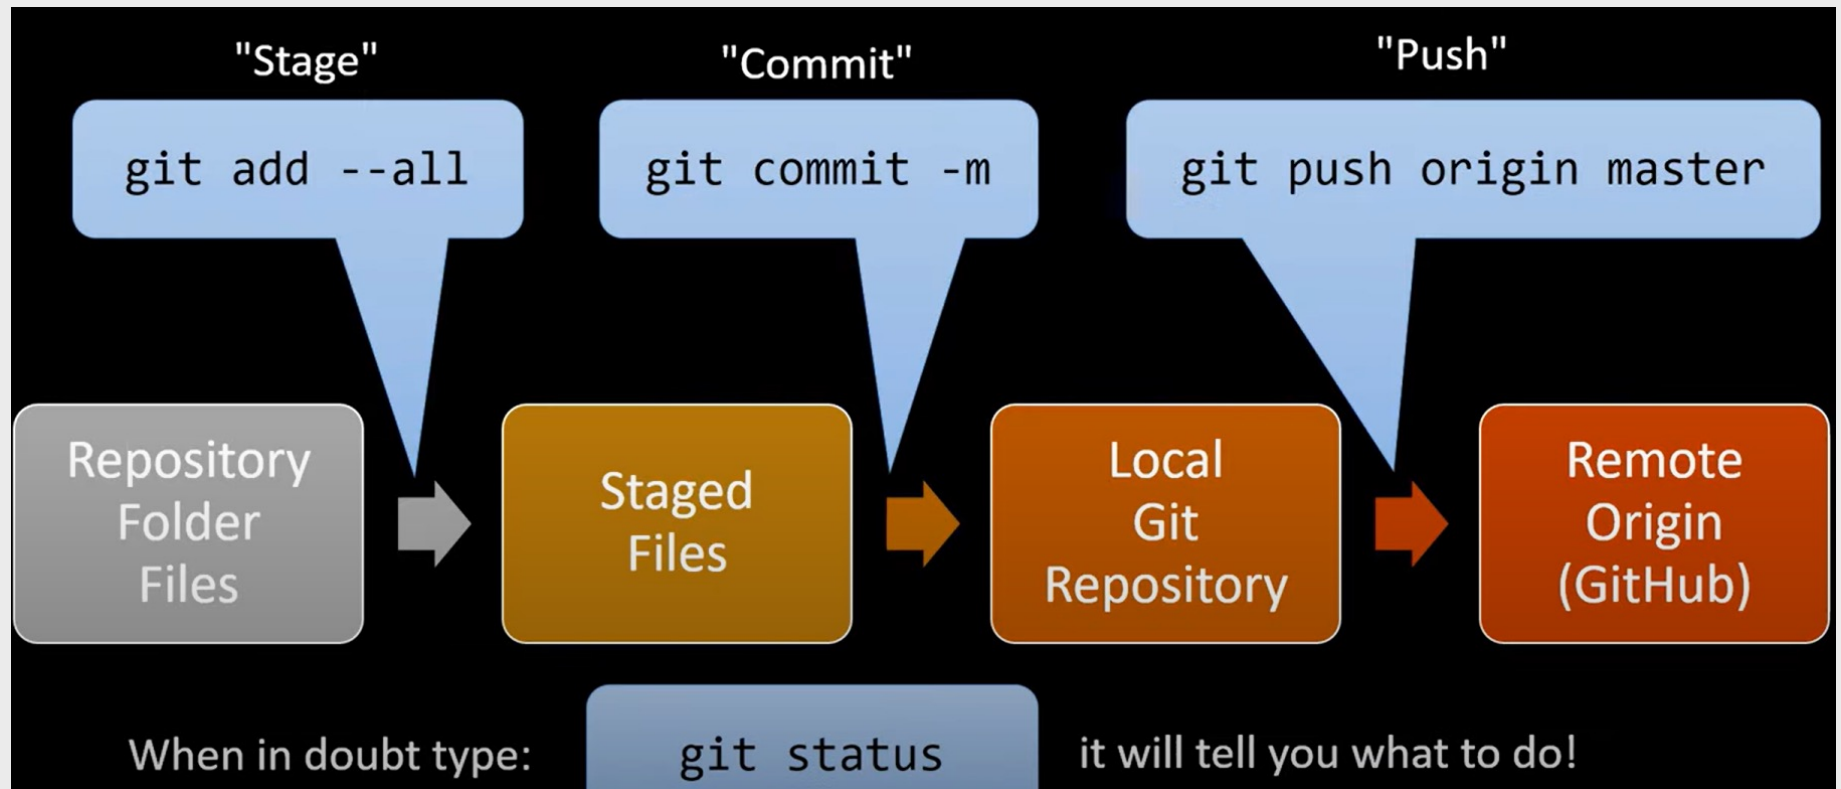 "Stage"
"Commit"
"Push"
git add --all
git commit -m
git push origin master
Repository
Folder
Files
Staged
Files
Local
Git
Repository
Remote
Origin
(GitHub)
When in doubt type:
git status
it will tell you what to do!